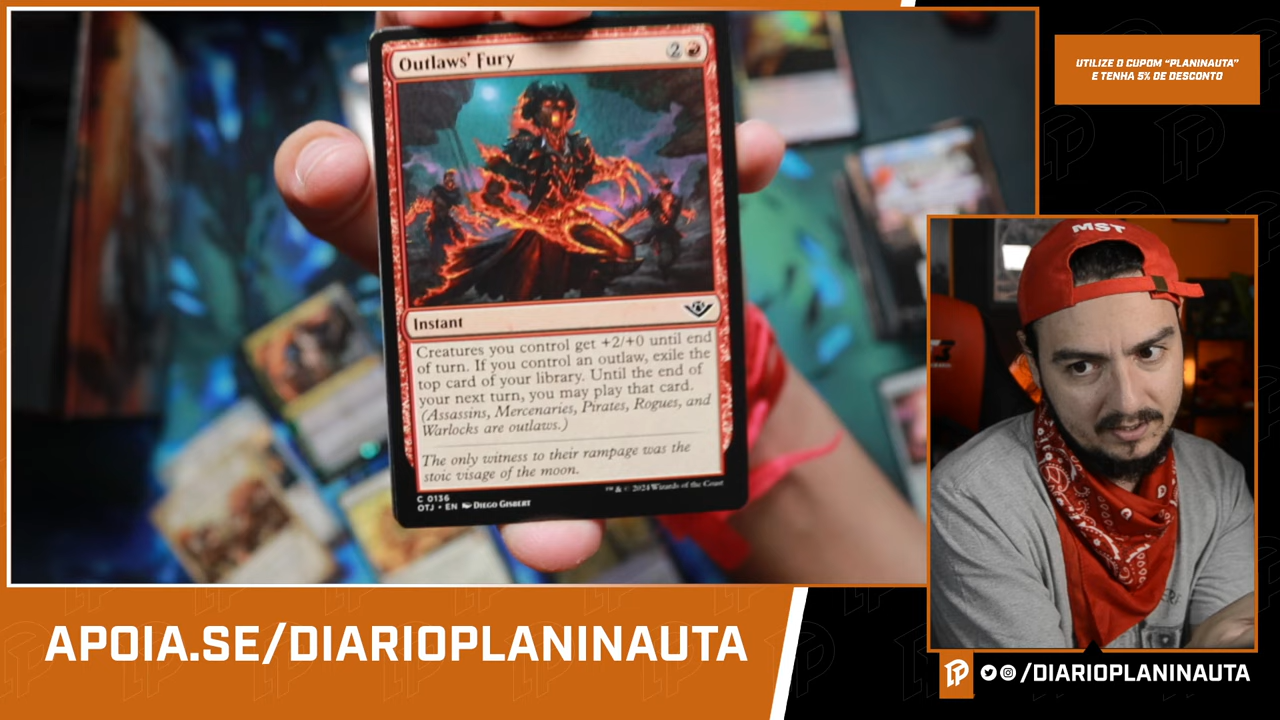 Outlaws' Fury
2
Instant
Creatures you control get +2/+0 until end
of turn. If you control an outlaw, exile the
top card of your library. Until the end of
your next turn, you may play that card.
(Assassins, Mercenaries, Pirates, Rogues, and
Warlocks are outlaws.)
The only witness to their rampage was the
stoic visage of the moon.
C 0136
OTJ • EN Diego Gisbert
™ & © 2024 Wizards of the Coast
UTILIZE O CUPOM “PLANINAUTA”
E TENHA 5% DE DESCONTO
MST
APOIA.SE/DIARIOPLANINAUTA
/DIARIOPLANINAUTA